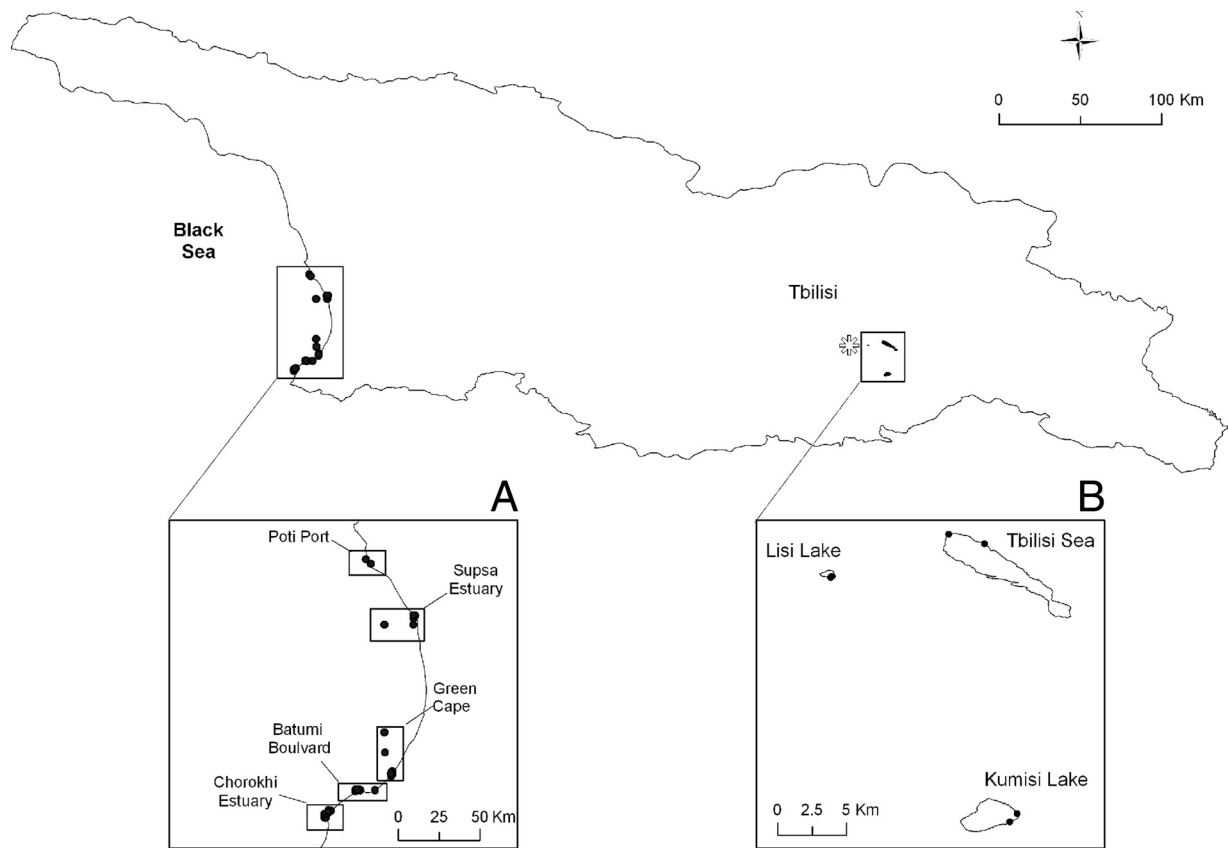 N
0 50 100 Km
Black
Sea
Tbilisi
A
B
Poti Port
Supsa
Estuary
Green
Cape
Batumi
Boulvard
Chorokhi
Estuary
0 25 50 Km
Lisi Lake
Tbilisi Sea
Kumisi Lake
0 2.5 5 Km